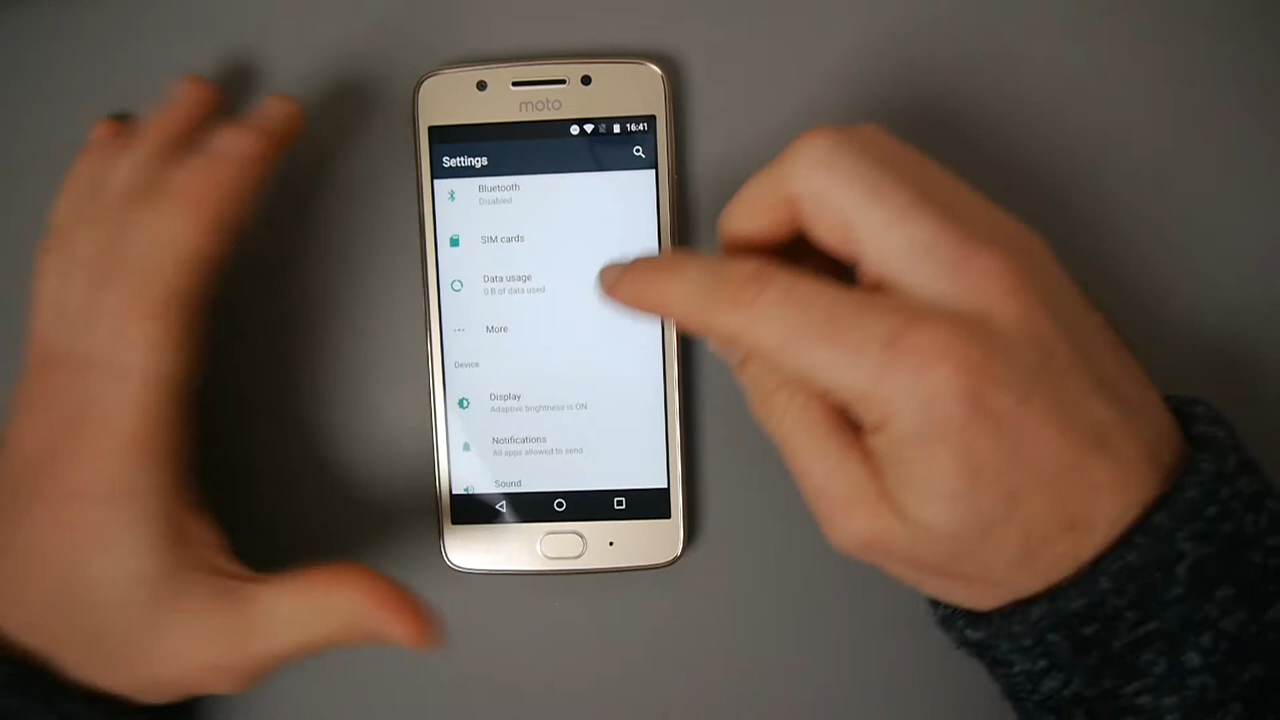 moto
16:41
Settings
Bluetooth
Disabled
SIM cards
Data usage
0 B of data used
More
Device
Display
Adaptive brightness is ON
Notifications
All apps allowed to send
Sound